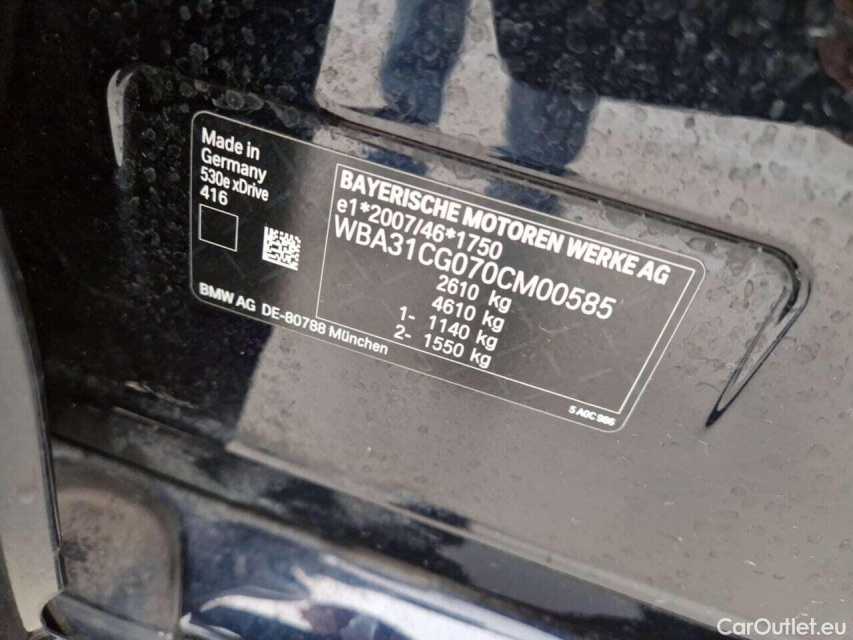 Made in
Germany
530e xDrive
416
BMW AG DE-80788 München
BAYERISCHE MOTOREN WERKE AG
e1*2007/46*1750
WBA31CG070CM00585
2610 kg
4610 kg
1- 1140 kg
2- 1550 kg
5 A0C 986
CarOutlet.eu